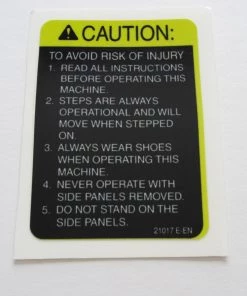 CAUTION:
TO AVOID RISK OF INJURY
1. READ ALL INSTRUCTIONS
BEFORE OPERATING THIS
MACHINE.
2. STEPS ARE ALWAYS
OPERATIONAL AND WILL
MOVE WHEN STEPPED
ON.
3. ALWAYS WEAR SHOES
WHEN OPERATING THIS
MACHINE.
4. NEVER OPERATE WITH
SIDE PANELS REMOVED.
5. DO NOT STAND ON THE
SIDE PANELS.
21017 E-EN